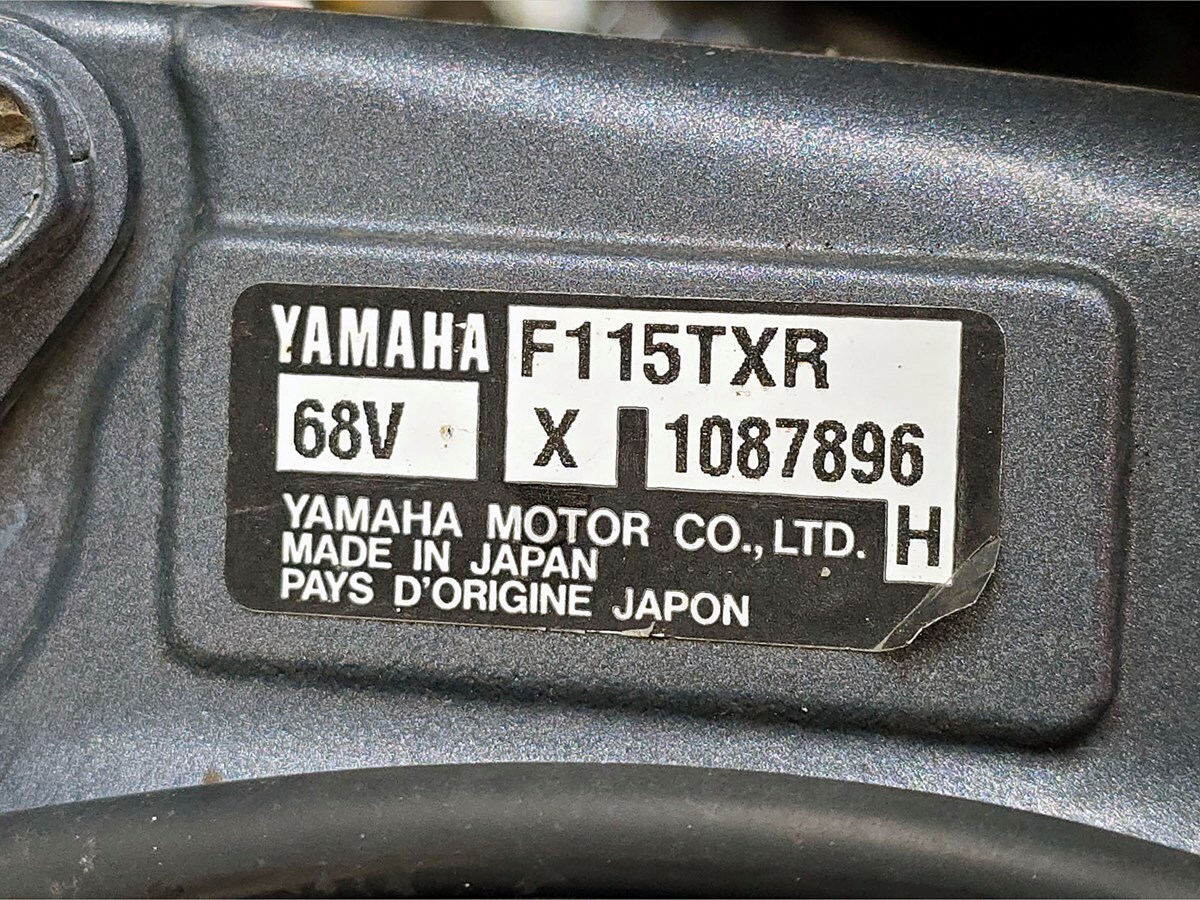 YAMAHA F115TXR
68V X 1087896
YAMAHA MOTOR CO., LTD. H
MADE IN JAPAN
PAYS D'ORIGINE JAPON